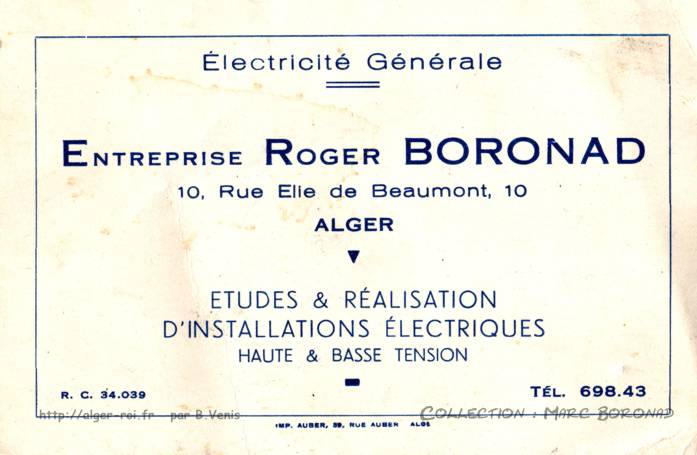 Électricité Générale
ENTREPRISE ROGER BORONAD
10, Rue Elie de Beaumont, 10
ALGER
ETUDES & RÉALISATION
D'INSTALLATIONS ÉLECTRIQUES
HAUTE & BASSE TENSION
R. C. 34.039
TÉL. 698.43
http://alger-roi.fr par B.Venis
COLLECTION : MARC BORONAD
IMP. AUBER, 39, RUE AUBER